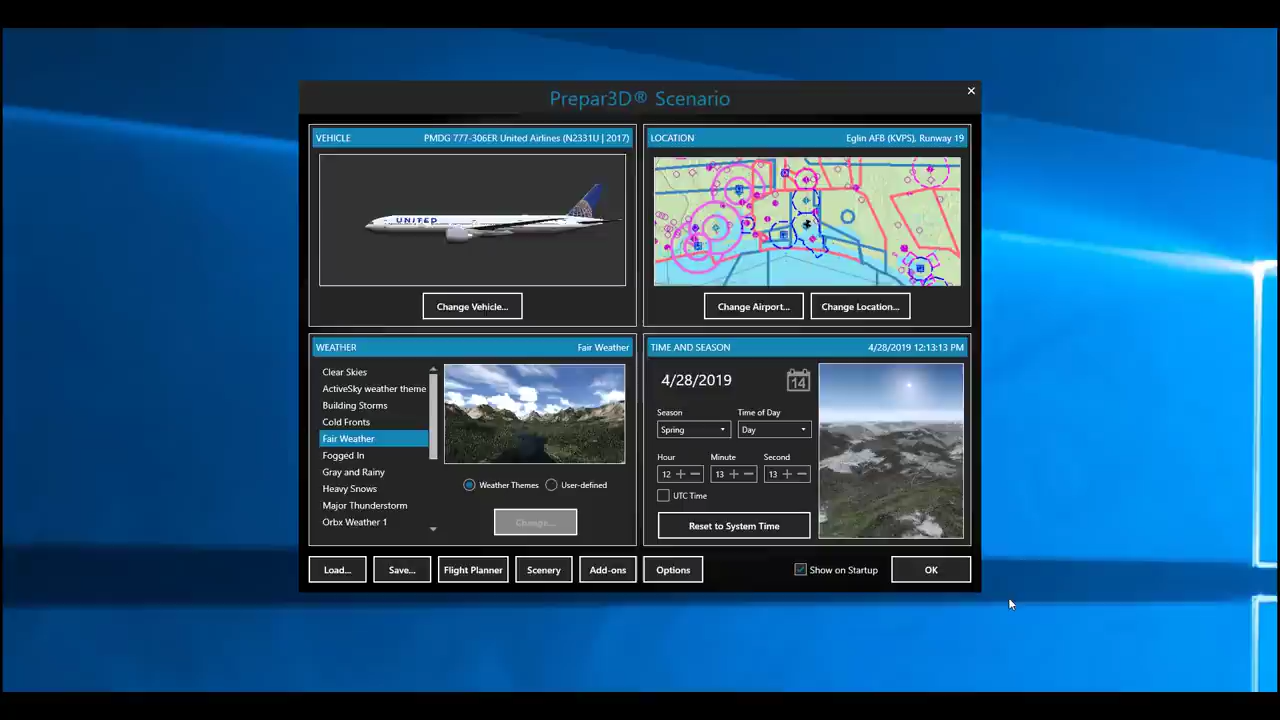 Prepar3D® Scenario
VEHICLE
PMDG 777-306ER United Airlines (N2331U | 2017)
UNITED
Change Vehicle...
LOCATION
Eglin AFB (KVPS), Runway 19
Change Airport...
Change Location...
WEATHER
Fair Weather
Clear Skies
ActiveSky weather theme
Building Storms
Cold Fronts
Fair Weather
Fogged In
Gray and Rainy
Heavy Snows
Major Thunderstorm
Orbx Weather 1
Weather Themes
User-defined
Change...
TIME AND SEASON
4/28/2019 12:13:13 PM
4/28/2019
14
Season
Time of Day
Spring
Day
Hour
Minute
Second
12
13
13
UTC Time
Reset to System Time
Load...
Save...
Flight Planner
Scenery
Add-ons
Options
Show on Startup
OK